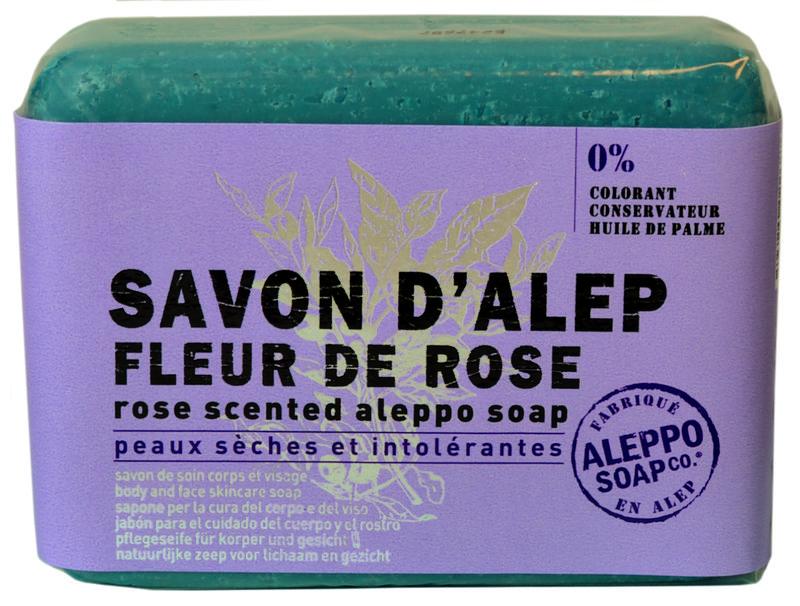 0%
COLORANT
CONSERVATEUR
HUILE DE PALME
SAVON D'ALEP
FLEUR DE ROSE
rose scented aleppo soap
peaux sèches et intolérantes
savon de soin corps et visage
body and face skincare soap
sapone per la cura del corpo e del viso
jabón para el cuidado del cuerpo y el rostro
pflegeseife für körper und gesicht
natuurlijke zeep voor lichaam en gezicht
FABRIQUÉ
ALEPPO
SOAP CO.®
EN ALEP